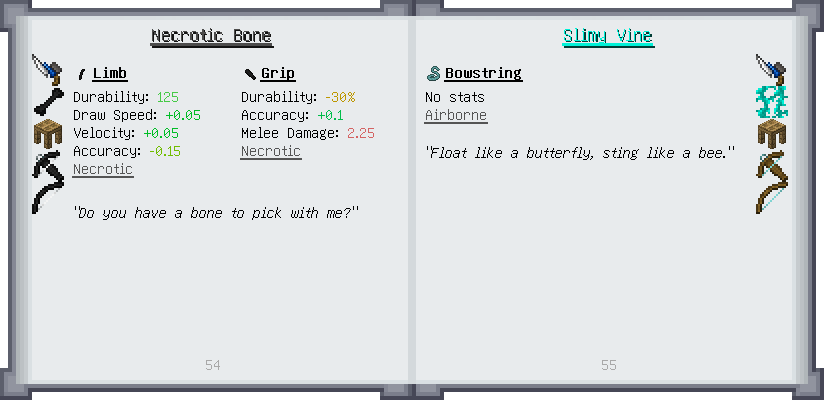 Necrotic Bone
Limb
Durability: 125
Draw Speed: +0.05
Velocity: +0.05
Accuracy: -0.15
Necrotic
Grip
Durability: -30%
Accuracy: +0.1
Melee Damage: 2.25
Necrotic
"Do you have a bone to pick with me?"
54
Slimy Vine
Bowstring
No stats
Airborne
"Float like a butterfly, sting like a bee."
55